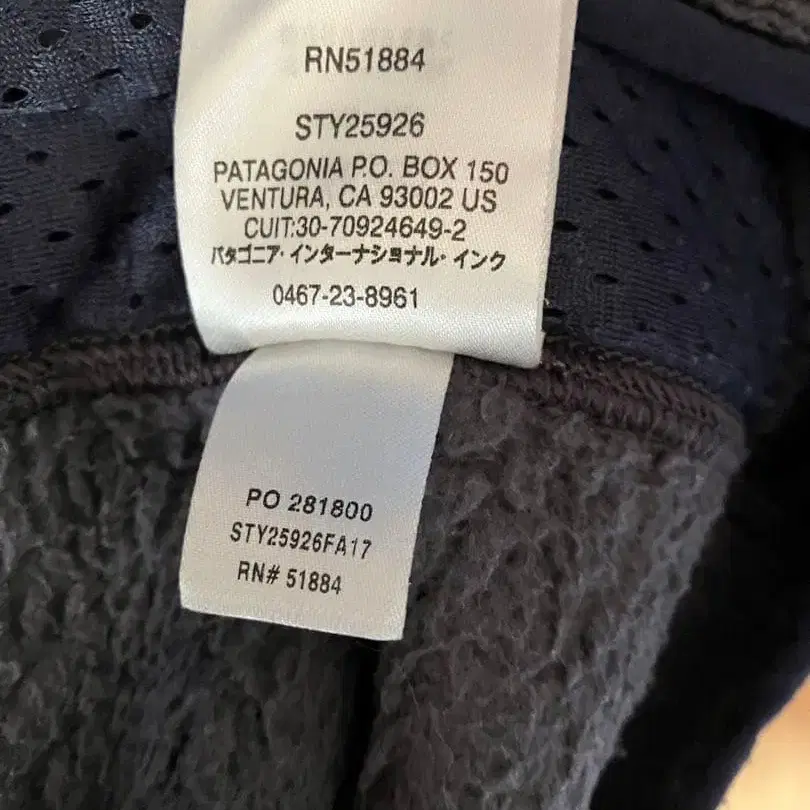 RN51884
STY25926
PATAGONIA P.O. BOX 150
VENTURA, CA 93002 US
CUIT:30-70924649-2
パタゴニア・インターナショナル・インク
0467-23-8961
PO 281800
STY25926FA17
RN# 51884